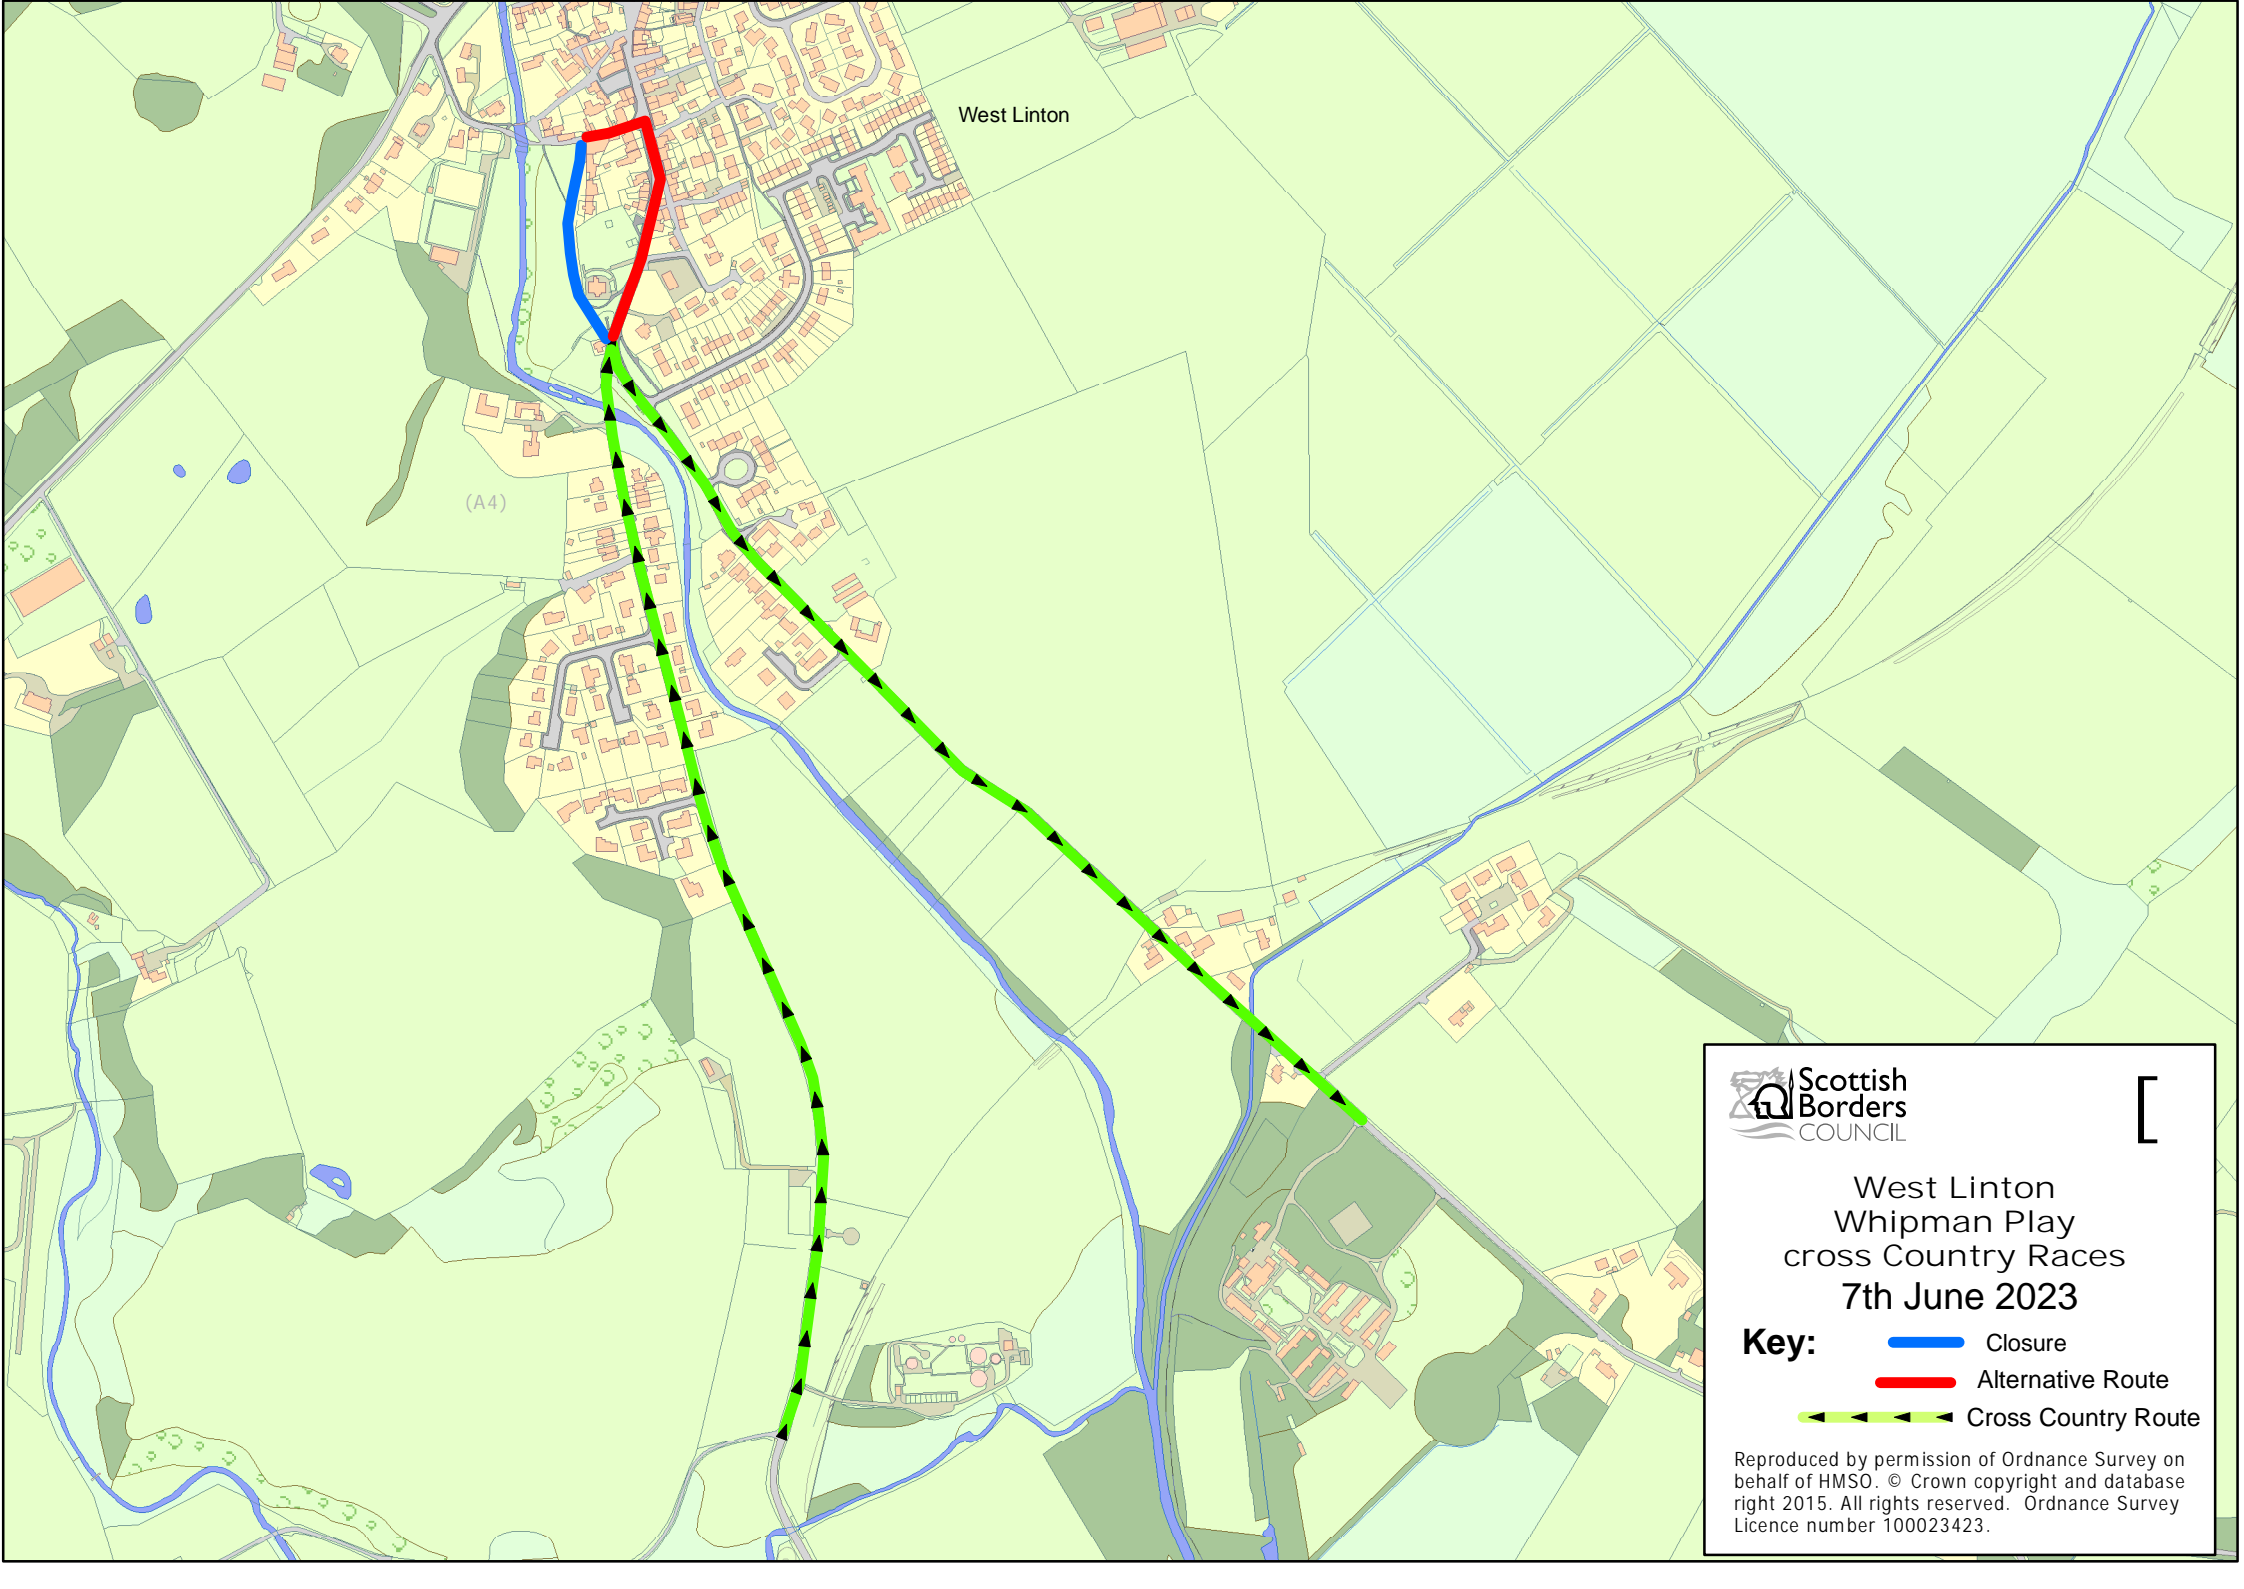 West Linton
(A4)
Scottish
Borders
COUNCIL
[
West Linton
Whipman Play
cross Country Races
7th June 2023
Key:
Closure
Alternative Route
Cross Country Route
Reproduced by permission of Ordnance Survey on
behalf of HMSO. © Crown copyright and database
right 2015. All rights reserved. Ordnance Survey
Licence number 100023423.